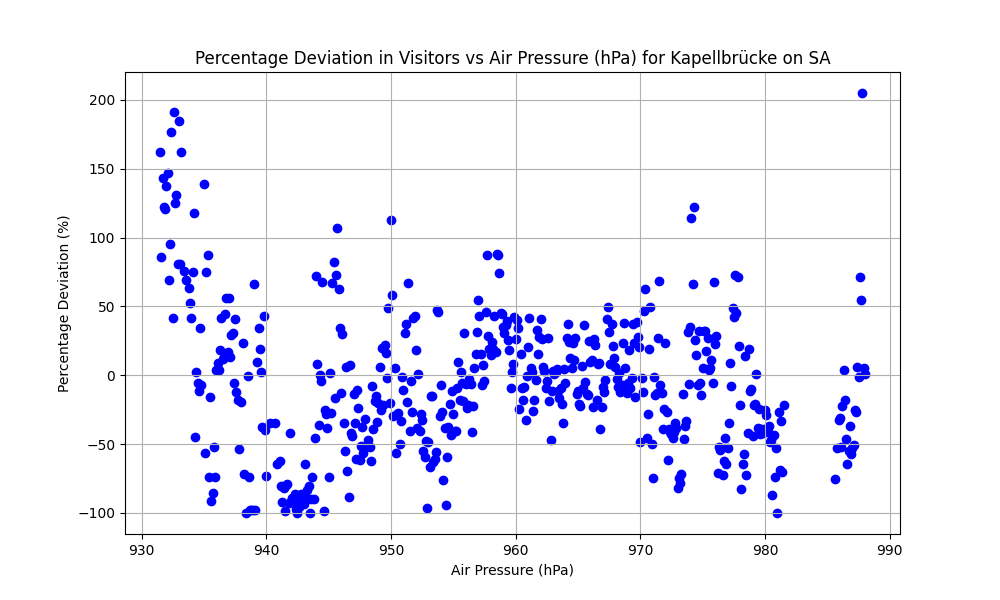 Percentage Deviation in Visitors vs Air Pressure (hPa) for Kapellbrücke on SA
Percentage Deviation (%)
200
150
100
50
0
−50
−100
930 940 950 960 970 980 990
Air Pressure (hPa)